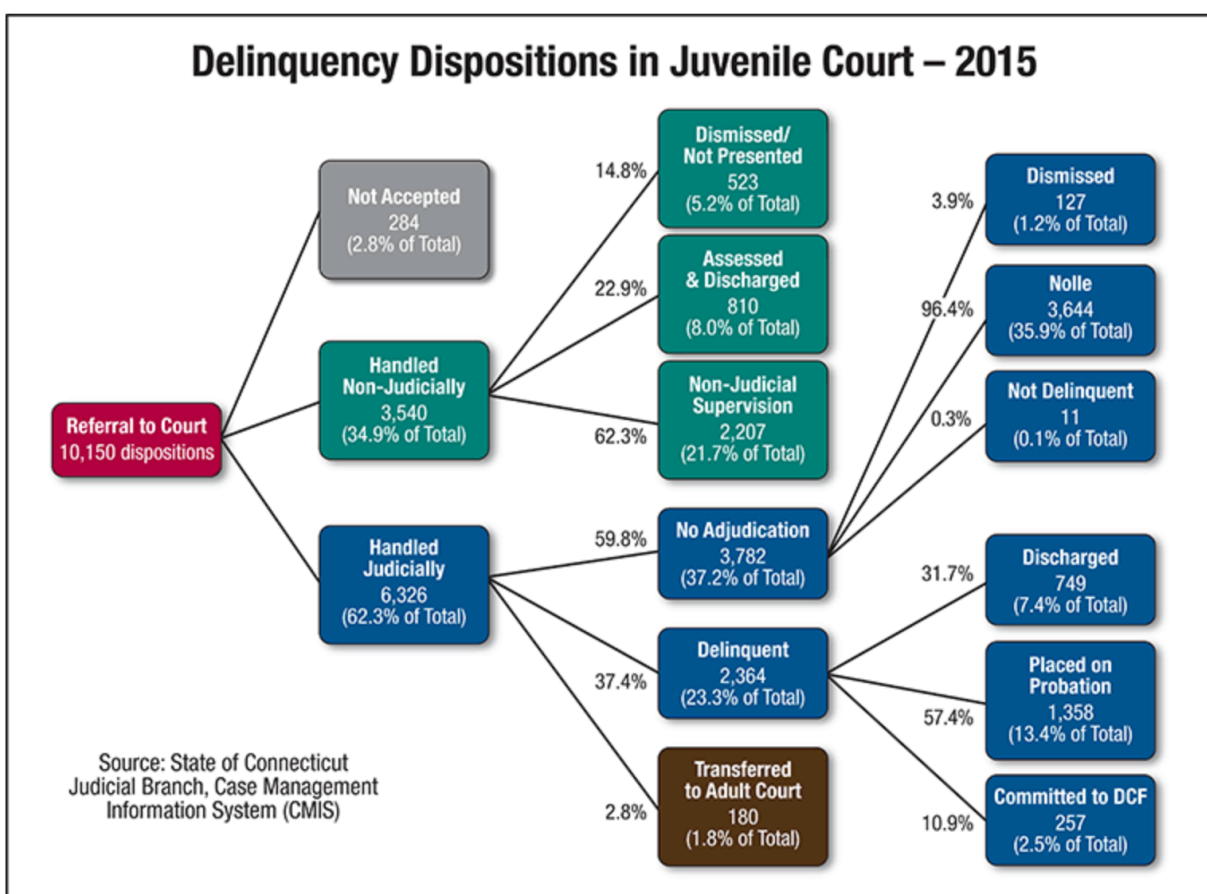 Delinquency Dispositions in Juvenile Court – 2015
Referral to Court
10,150 dispositions
Not Accepted
284
(2.8% of Total)
Handled
Non-Judicially
3,540
(34.9% of Total)
Handled
Judicially
6,326
(62.3% of Total)
14.8%
Dismissed/
Not Presented
523
(5.2% of Total)
22.9%
Assessed
& Discharged
810
(8.0% of Total)
62.3%
Non-Judicial
Supervision
2,207
(21.7% of Total)
59.8%
No Adjudication
3,782
(37.2% of Total)
37.4%
Delinquent
2,364
(23.3% of Total)
2.8%
Transferred
to Adult Court
180
(1.8% of Total)
3.9%
Dismissed
127
(1.2% of Total)
96.4%
Nolle
3,644
(35.9% of Total)
0.3%
Not Delinquent
11
(0.1% of Total)
31.7%
Discharged
749
(7.4% of Total)
57.4%
Placed on
Probation
1,358
(13.4% of Total)
10.9%
Committed to DCF
257
(2.5% of Total)
Source: State of Connecticut
Judicial Branch, Case Management
Information System (CMIS)